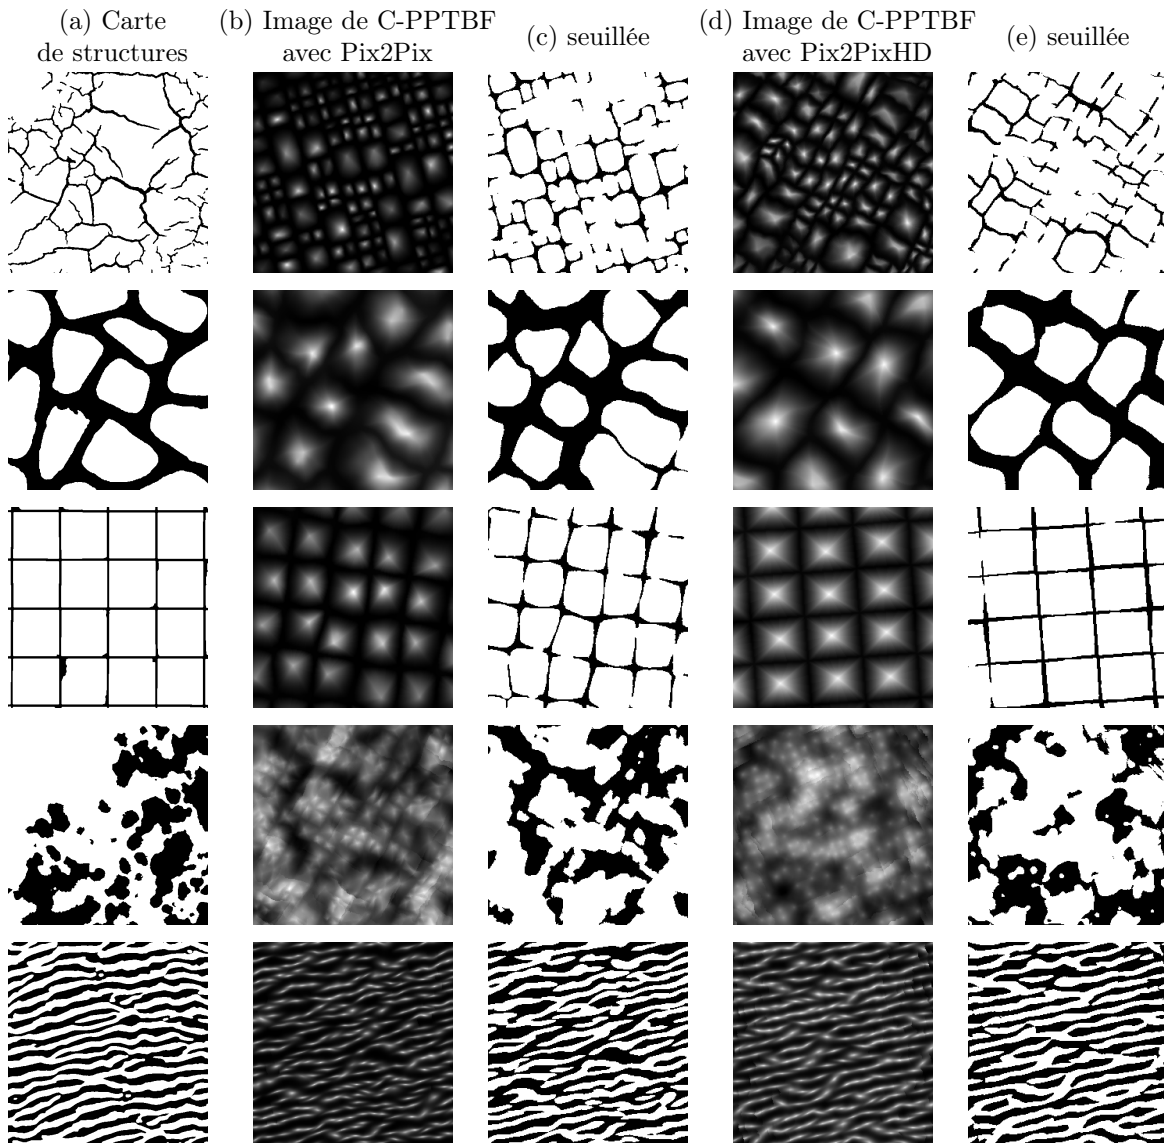 (a) Carte
de structures
(b) Image de C-PPTBF
avec Pix2Pix
(c) seuillée
(d) Image de C-PPTBF
avec Pix2PixHD
(e) seuillée